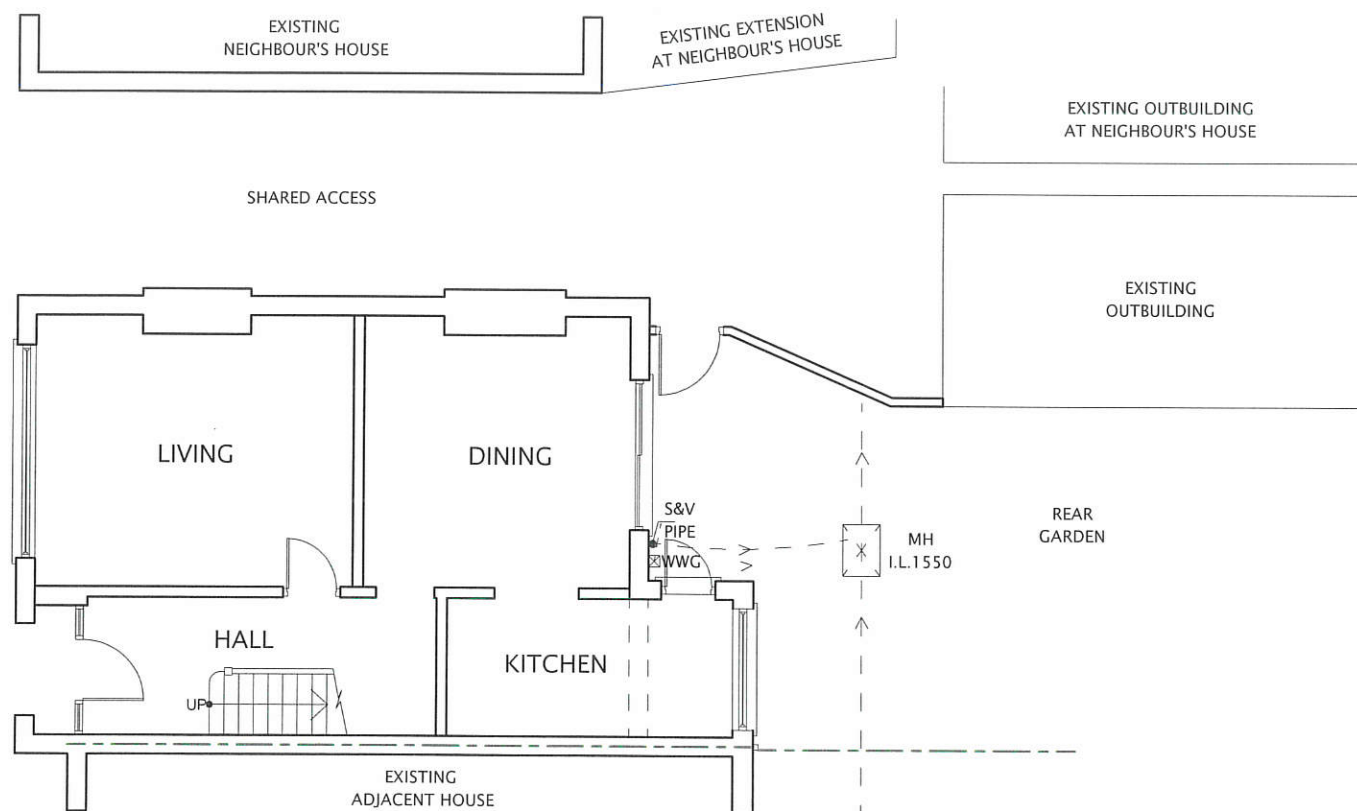 EXISTING
NEIGHBOUR'S HOUSE
EXISTING EXTENSION
AT NEIGHBOUR'S HOUSE
EXISTING OUTBUILDING
AT NEIGHBOUR'S HOUSE
SHARED ACCESS
EXISTING
OUTBUILDING
LIVING
DINING
S&V
PIPE
WWG
MH
I.L.1550
REAR
GARDEN
HALL
KITCHEN
UP
EXISTING
ADJACENT HOUSE